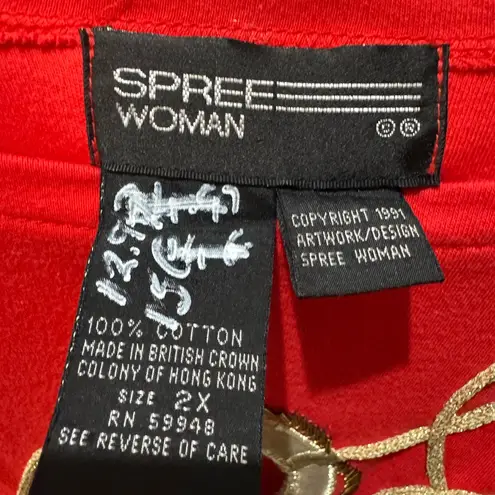 SPREE
WOMAN
© ®
COPYRIGHT 1991
ARTWORK/DESIGN
SPREE WOMAN
100% COTTON
MADE IN BRITISH CROWN
COLONY OF HONG KONG
SIZE 2X
RN 59948
SEE REVERSE OF CARE